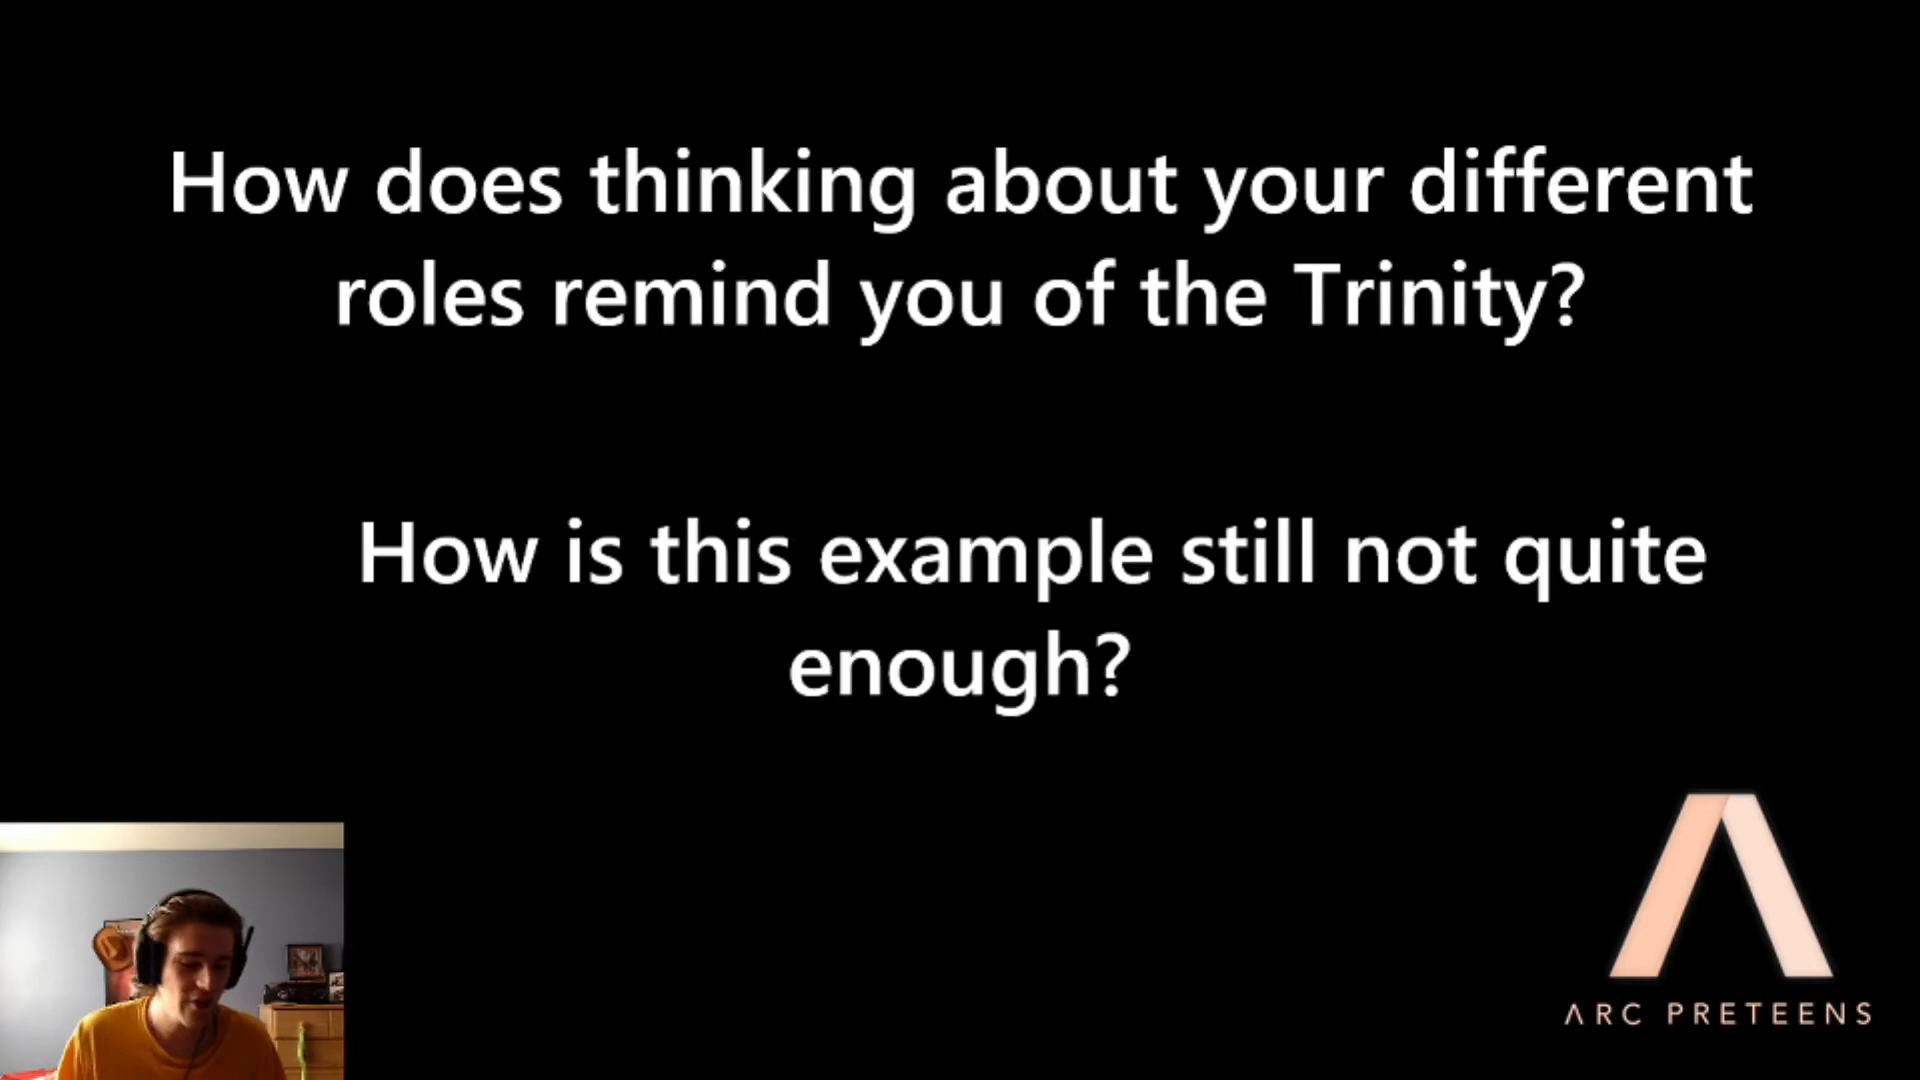 How does thinking about your different
roles remind you of the Trinity?
How is this example still not quite
enough?
ARC PRETEENS